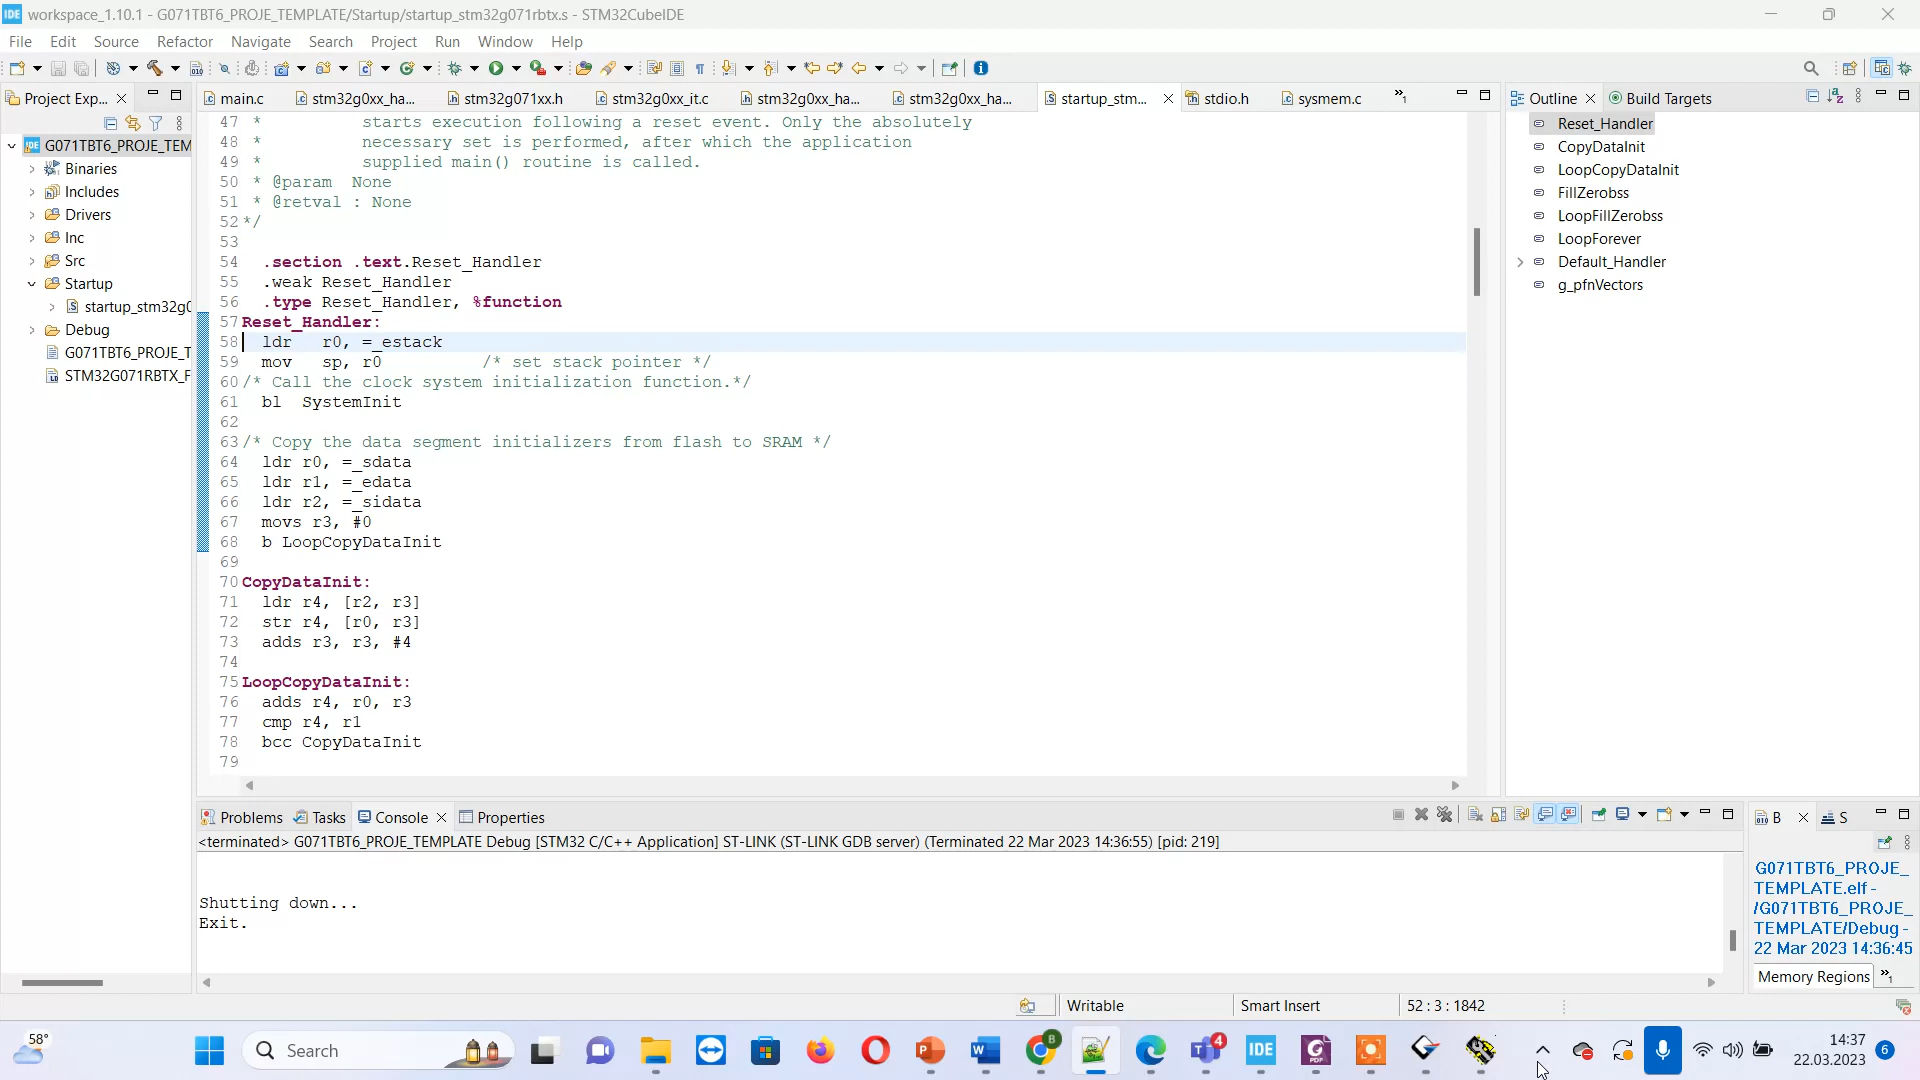 IDE workspace_1.10.1 - G071TBT6_PROJE_TEMPLATE/Startup/startup_stm32g071rbtx.s - STM32CubeIDE
File Edit Source Refactor Navigate Search Project Run Window Help
Project Exp...
main.c stm32g0xx_ha... stm32g071xx.h stm32g0xx_it.c stm32g0xx_ha... stm32g0xx_ha... startup_stm... stdio.h sysmem.c »1
Outline Build Targets
IDE G071TBT6_PROJE_TEM
Binaries
Includes
Drivers
Inc
Src
Startup
startup_stm32g0
Debug
G071TBT6_PROJE_T
STM32G071RBTX_F
47 * starts execution following a reset event. Only the absolutely
48 * necessary set is performed, after which the application
49 * supplied main() routine is called.
50 * @param None
51 * @retval : None
52 */
53
54 .section .text.Reset_Handler
55 .weak Reset_Handler
56 .type Reset_Handler, %function
57 Reset_Handler:
58 ldr r0, =_estack
59 mov sp, r0 /* set stack pointer */
60 /* Call the clock system initialization function.*/
61 bl SystemInit
62
63 /* Copy the data segment initializers from flash to SRAM */
64 ldr r0, =_sdata
65 ldr r1, =_edata
66 ldr r2, =_sidata
67 movs r3, #0
68 b LoopCopyDataInit
69
70 CopyDataInit:
71 ldr r4, [r2, r3]
72 str r4, [r0, r3]
73 adds r3, r3, #4
74
75 LoopCopyDataInit:
76 adds r4, r0, r3
77 cmp r4, r1
78 bcc CopyDataInit
79
Reset_Handler
CopyDataInit
LoopCopyDataInit
FillZerobss
LoopFillZerobss
LoopForever
Default_Handler
g_pfnVectors
Problems Tasks Console Properties
<terminated> G071TBT6_PROJE_TEMPLATE Debug [STM32 C/C++ Application] ST-LINK (ST-LINK GDB server) (Terminated 22 Mar 2023 14:36:55) [pid: 219]
Shutting down...
Exit.
B S
G071TBT6_PROJE_
TEMPLATE.elf -
/G071TBT6_PROJE_
TEMPLATE/Debug -
22 Mar 2023 14:36:45
Memory Regions »1
Writable Smart Insert 52 : 3 : 1842
58°
Search
B
4
IDE
PDF
14:37
22.03.2023
6